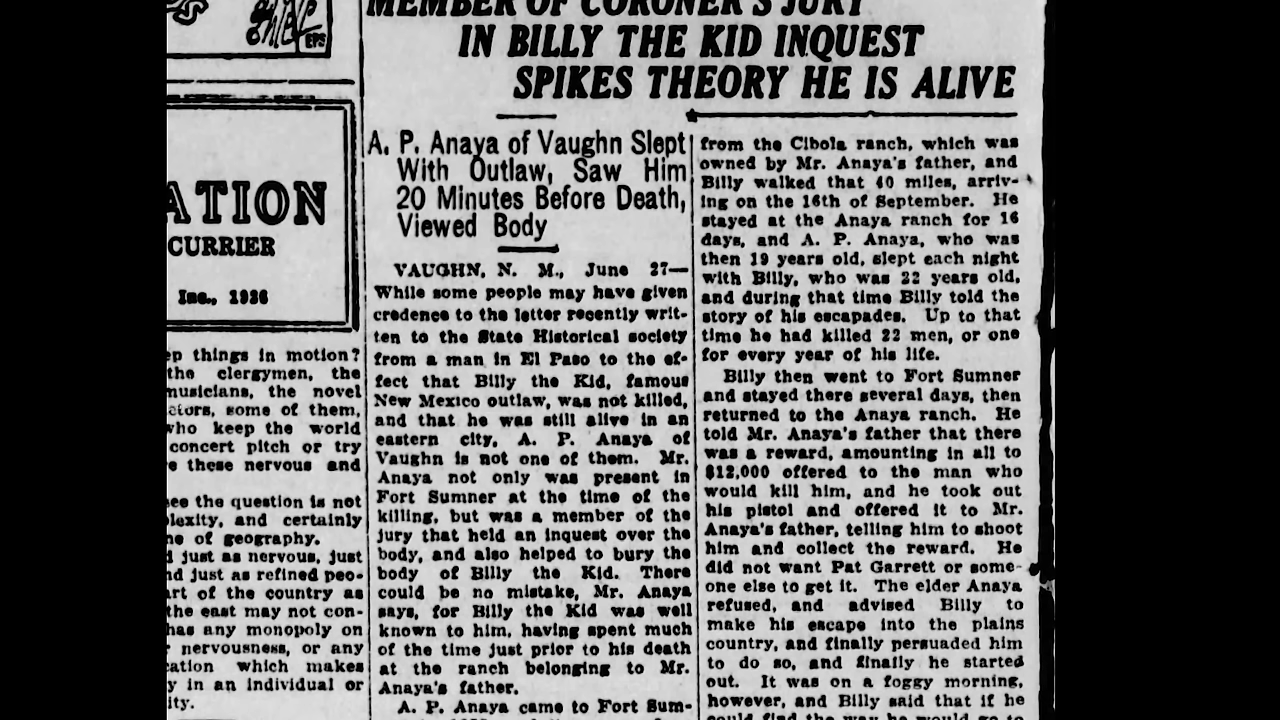 EPS
ATION
CURRIER
Inc., 1936
ep things in motion?
the clergymen, the
musicians, the novel
ators, some of them,
who keep the world
concert pitch or try
e these nervous and
see the question is not
plexity, and certainly
ne of geography.
d just as nervous, just
nd just as refined peo-
art of the country as
the east may not con-
has any monopoly on
r nervousness, or any
cation which makes
y in an individual or
ity.
MEMBER OF CORONER'S JURY
IN BILLY THE KID INQUEST
SPIKES THEORY HE IS ALIVE
A. P. Anaya of Vaughn Slept
With Outlaw, Saw Him
20 Minutes Before Death,
Viewed Body
VAUGHN, N. M., June 27—
While some people may have given
credence to the letter recently writ-
ten to the State Historical society
from a man in El Paso to the ef-
fect that Billy the Kid, famous
New Mexico outlaw, was not killed,
and that he was still alive in an
eastern city, A. P. Anaya of
Vaughn is not one of them. Mr.
Anaya not only was present in
Fort Sumner at the time of the
killing, but was a member of the
jury that held an inquest over the
body, and also helped to bury the
body of Billy the Kid. There
could be no mistake, Mr. Anaya
says, for Billy the Kid was well
known to him, having spent much
of the time just prior to his death
at the ranch belonging to Mr.
Anaya's father.
A. P. Anaya came to Fort Sum-
from the Cibola ranch, which was
owned by Mr. Anaya's father, and
Billy walked that 40 miles, arriv-
ing on the 16th of September. He
stayed at the Anaya ranch for 16
days, and A. P. Anaya, who was
then 19 years old, slept each night
with Billy, who was 22 years old,
and during that time Billy told the
story of his escapades. Up to that
time he had killed 22 men, or one
for every year of his life.
Billy then went to Fort Sumner
and stayed there several days, then
returned to the Anaya ranch. He
told Mr. Anaya's father that there
was a reward, amounting in all to
$12,000 offered to the man who
would kill him, and he took out
his pistol and offered it to Mr.
Anaya's father, telling him to shoot
him and collect the reward. He
did not want Pat Garrett or some-
one else to get it. The elder Anaya
refused, and advised Billy to
make his escape into the plains
country, and finally persuaded him
to do so, and finally he started
out. It was on a foggy morning,
however, and Billy said that if he
could find the way he would go to